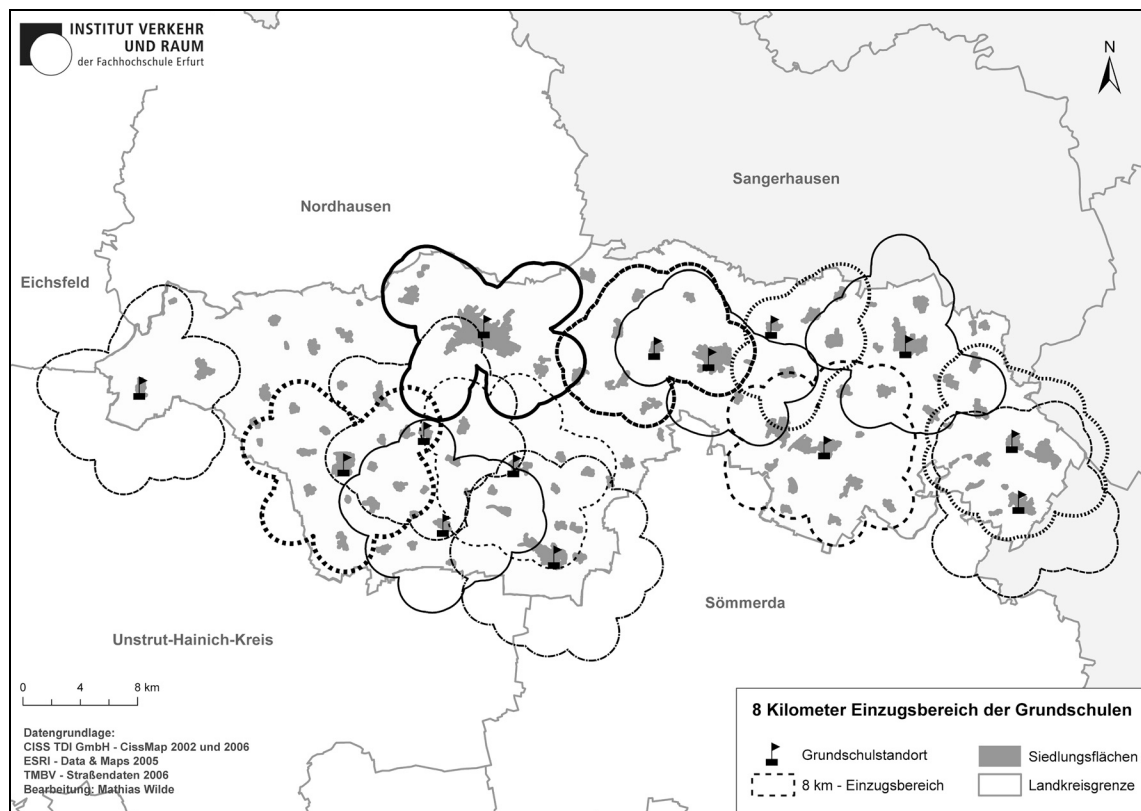 INSTITUT VERKEHR
UND RAUM
der Fachhochschule Erfurt
N
Sangerhausen
Nordhausen
Eichsfeld
Sömmerda
Unstrut-Hainich-Kreis
0 4 8 km
Datengrundlage:
CISS TDI GmbH - CissMap 2002 und 2006
ESRI - Data & Maps 2005
TMBV - Straßendaten 2006
Bearbeitung: Mathias Wilde
8 Kilometer Einzugsbereich der Grundschulen
Grundschulstandort
Siedlungsflächen
8 km - Einzugsbereich
Landkreisgrenze